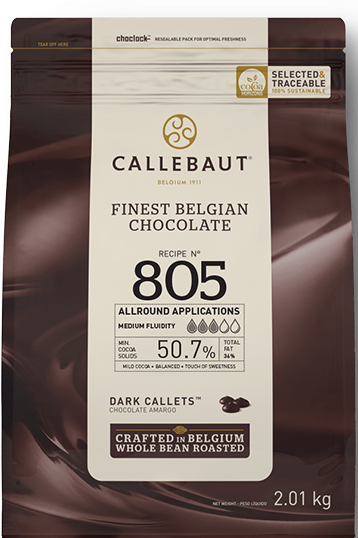 TEAR OFF HERE
choclock™ RESEALABLE PACK FOR OPTIMAL FRESHNESS
cocoa
HORIZONS
SELECTED&
TRACEABLE
100% SUSTAINABLE
CALLEBAUT®
BELGIUM 1911
FINEST BELGIAN
CHOCOLATE
RECIPE N°
805
ALLROUND APPLICATIONS
MEDIUM FLUIDITY
MIN.
COCOA
SOLIDS
50.7%
TOTAL
FAT
36%
MILD COCOA • BALANCED • TOUCH OF SWEETNESS
DARK CALLETS™
CHOCOLATE AMARGO
CRAFTED in BELGIUM
WHOLE BEAN ROASTED
NET WEIGHT - PESO LÍQUIDO 2.01 kg